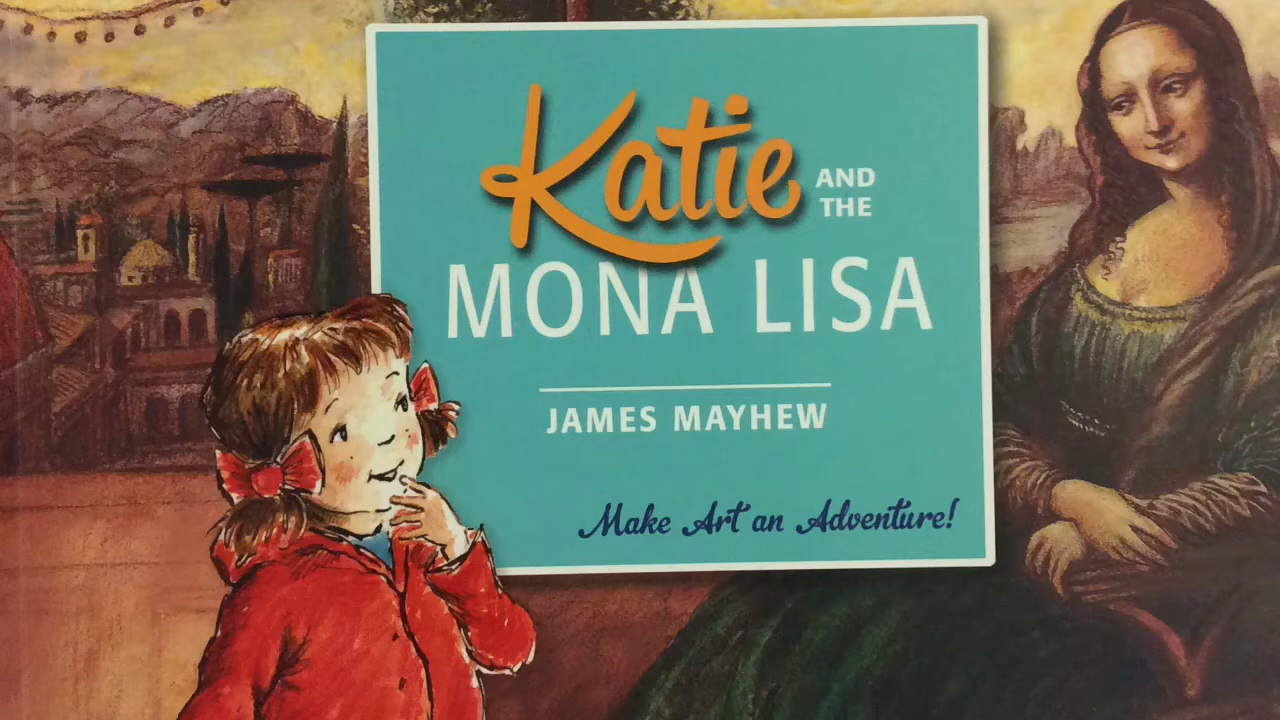 Katie AND
THE
MONA LISA
JAMES MAYHEW
Make Art an Adventure!